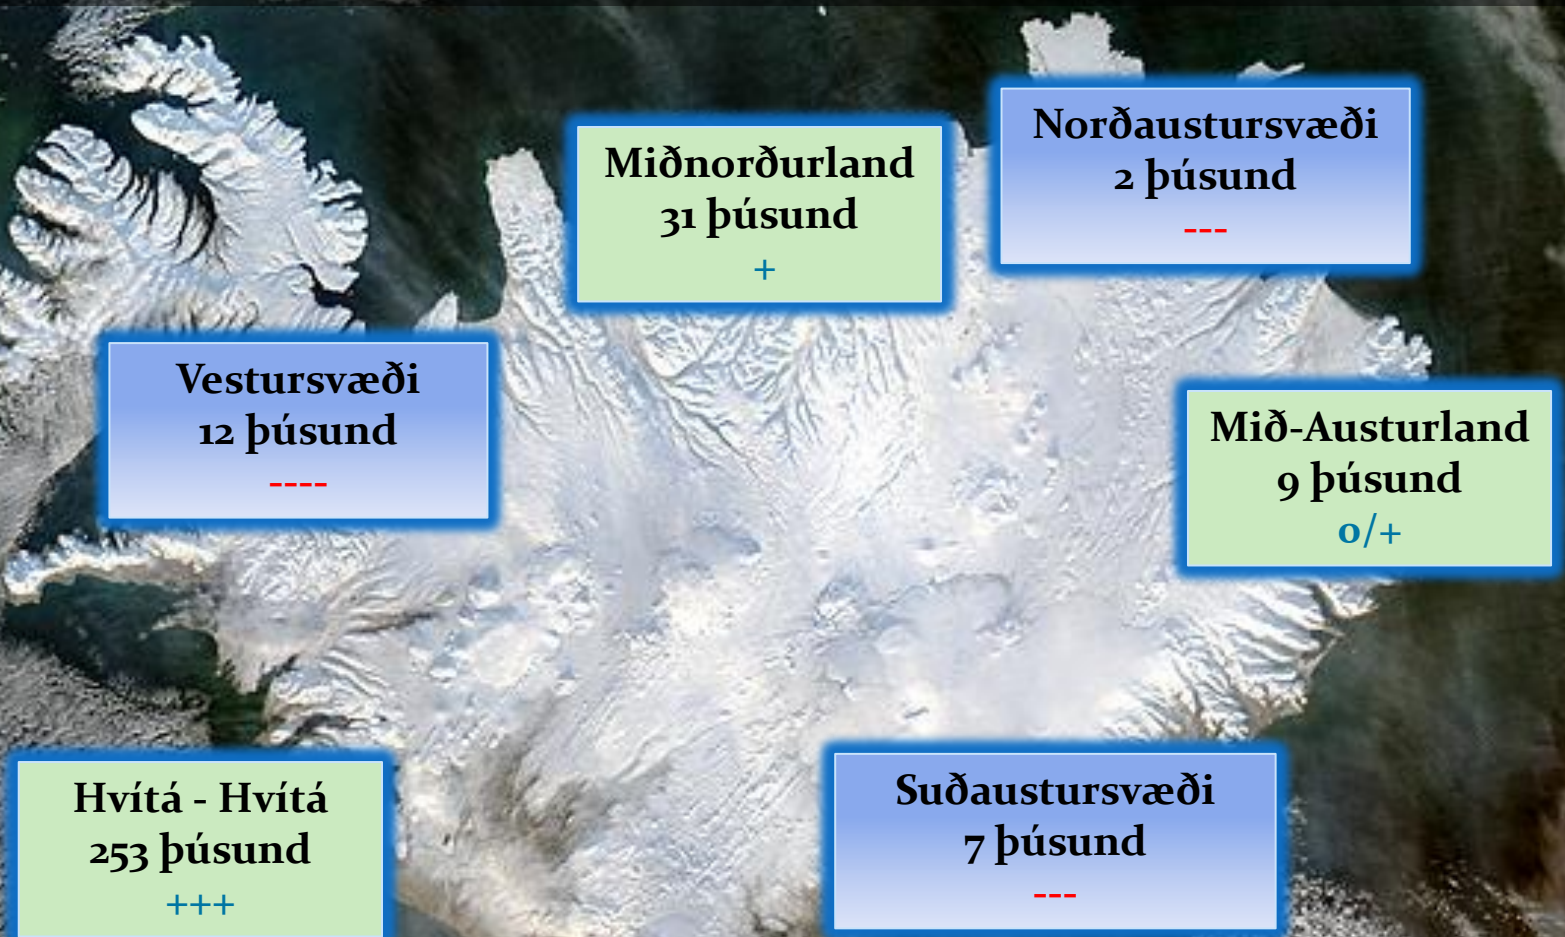 Norðaustursvæði
2 þúsund
---
Miðnorðurland
31 þúsund
+
Vestursvæði
12 þúsund
----
Mið-Austurland
9 þúsund
0/+
Hvítá - Hvítá
253 þúsund
+++
Suðaustursvæði
7 þúsund
---